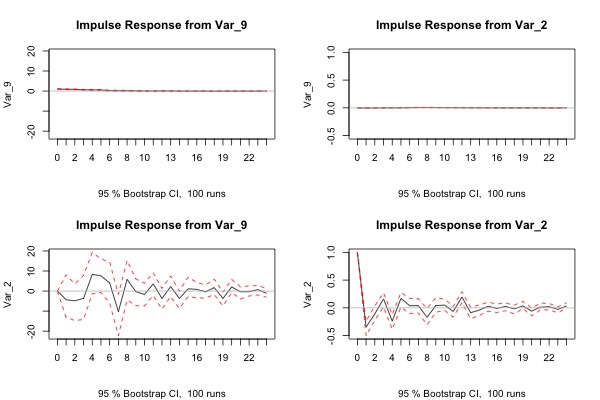 Impulse Response from Var_9
Var_9
20
10
0
-20
0 2 4 6 8 10 13 16 19 22
95 % Bootstrap CI,  100 runs
Impulse Response from Var_2
Var_9
1.0
0.5
0.0
-0.5
0 2 4 6 8 10 13 16 19 22
95 % Bootstrap CI,  100 runs
Impulse Response from Var_9
Var_2
20
10
0
-20
0 2 4 6 8 10 13 16 19 22
95 % Bootstrap CI,  100 runs
Impulse Response from Var_2
Var_2
1.0
0.5
0.0
-0.5
0 2 4 6 8 10 13 16 19 22
95 % Bootstrap CI,  100 runs